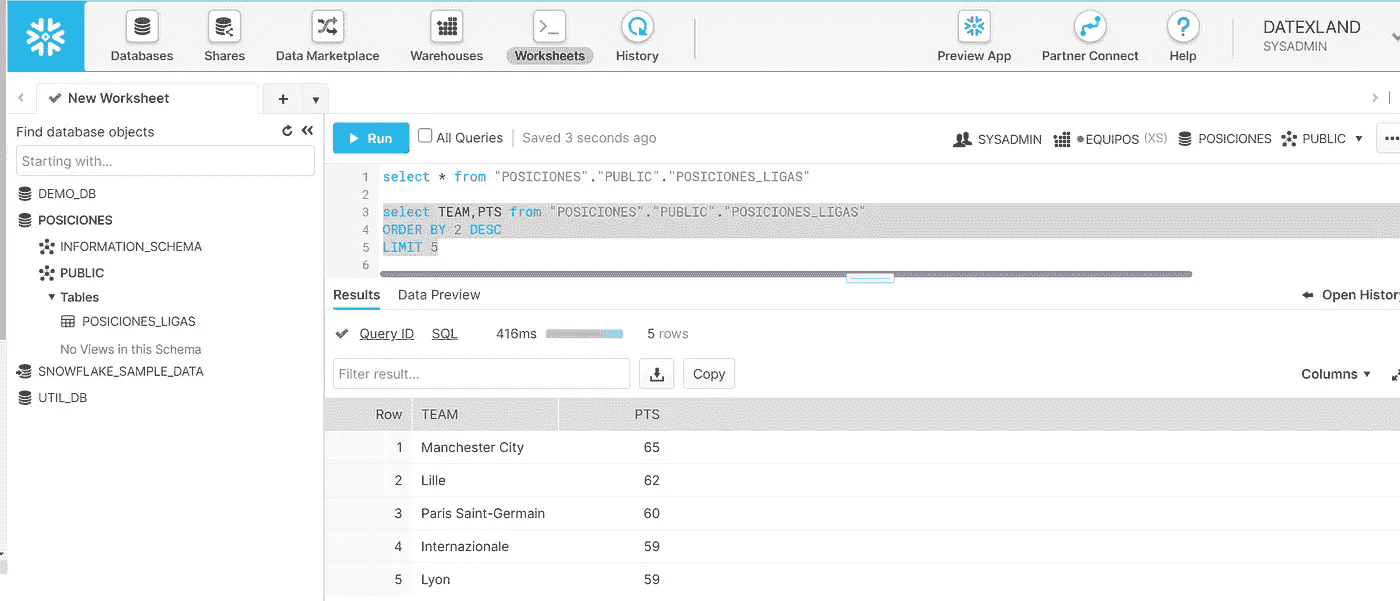 Databases Shares Data Marketplace Warehouses Worksheets History Preview App Partner Connect Help DATEXLAND
SYSADMIN
New Worksheet + ▼
Find database objects
Starting with...
DEMO_DB
POSICIONES
INFORMATION_SCHEMA
PUBLIC
Tables
POSICIONES_LIGAS
No Views in this Schema
SNOWFLAKE_SAMPLE_DATA
UTIL_DB
Run All Queries Saved 3 seconds ago SYSADMIN EQUIPOS (XS) POSICIONES PUBLIC
1 select * from "POSICIONES"."PUBLIC"."POSICIONES_LIGAS"
2
3 select TEAM,PTS from "POSICIONES"."PUBLIC"."POSICIONES_LIGAS"
4 ORDER BY 2 DESC
5 LIMIT 5
6
Results Data Preview Open History
Query ID SQL 416ms 5 rows
Filter result... Copy Columns
Row TEAM PTS
1 Manchester City 65
2 Lille 62
3 Paris Saint-Germain 60
4 Internazionale 59
5 Lyon 59